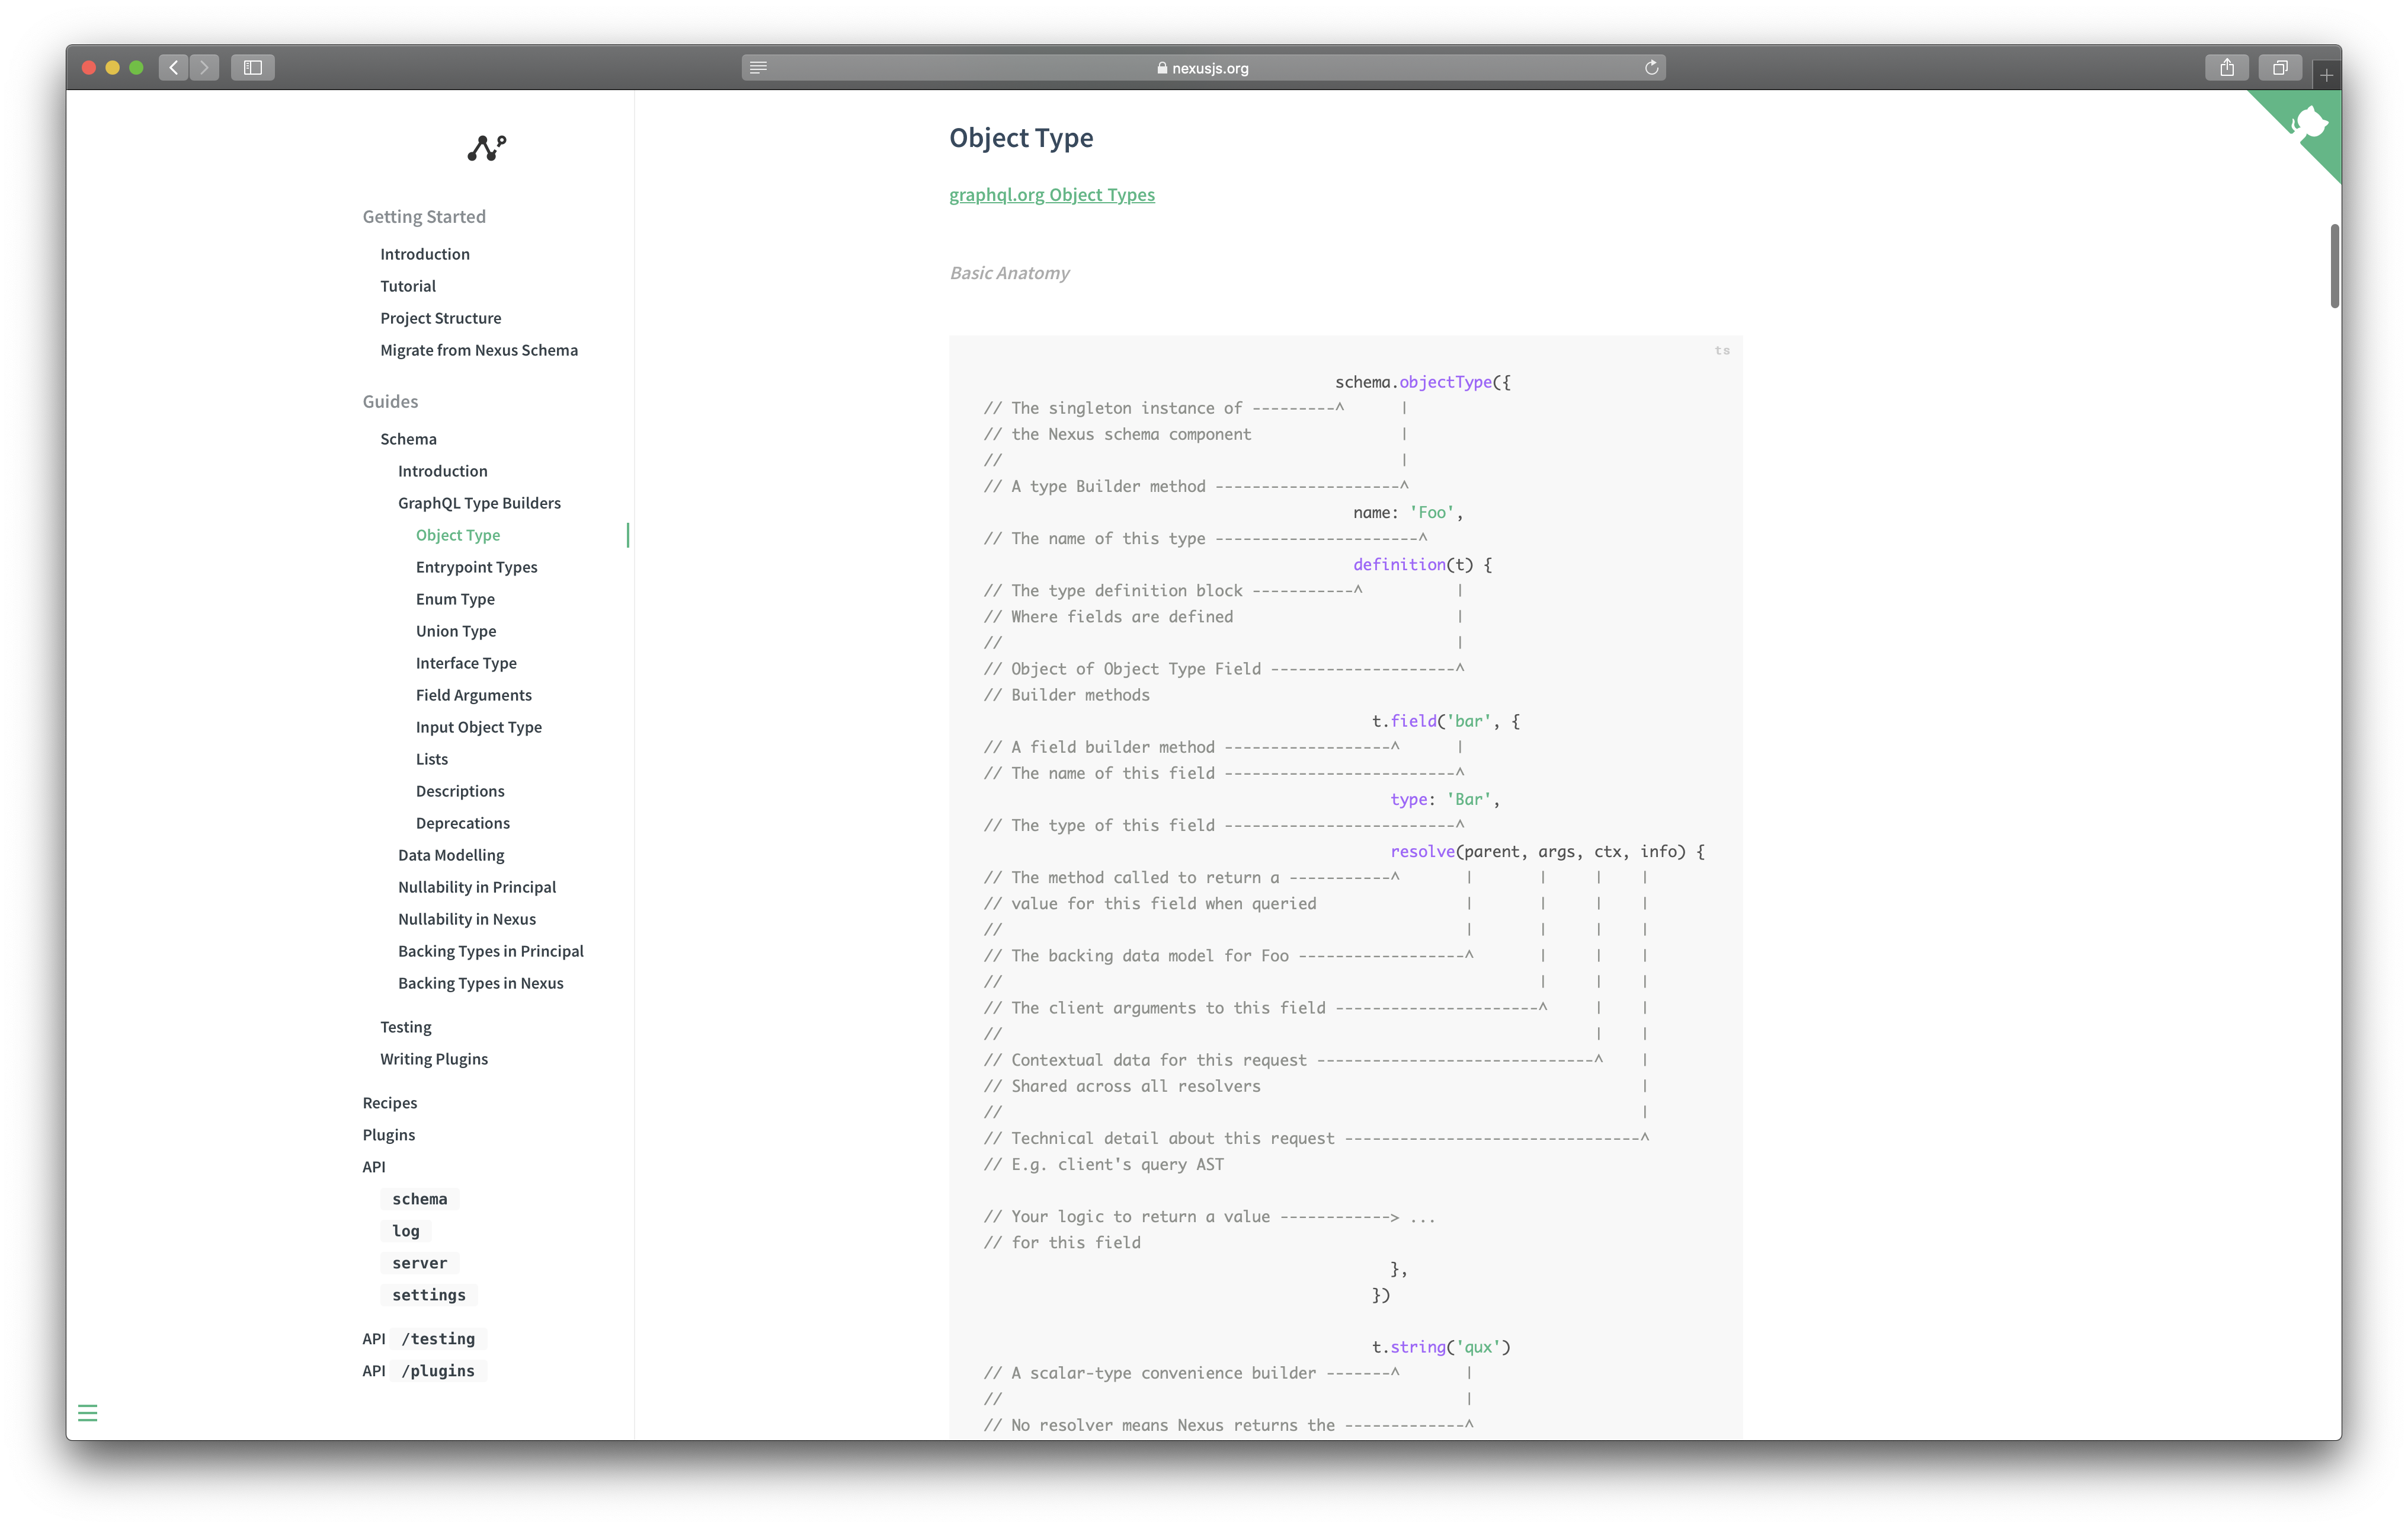 nexusjs.org
Getting Started
Introduction
Tutorial
Project Structure
Migrate from Nexus Schema
Guides
Schema
Introduction
GraphQL Type Builders
Object Type
Entrypoint Types
Enum Type
Union Type
Interface Type
Field Arguments
Input Object Type
Lists
Descriptions
Deprecations
Data Modelling
Nullability in Principal
Nullability in Nexus
Backing Types in Principal
Backing Types in Nexus
Testing
Writing Plugins
Recipes
Plugins
API
schema
log
server
settings
API /testing
API /plugins
Object Type
graphql.org Object Types
Basic Anatomy
ts
                                      schema.objectType({
// The singleton instance of ---------^      |
// the Nexus schema component                |
//                                           |
// A type Builder method --------------------^
                                        name: 'Foo',
// The name of this type ----------------------^
                                        definition(t) {
// The type definition block -----------^          |
// Where fields are defined                        |
//                                                 |
// Object of Object Type Field --------------------^
// Builder methods
                                          t.field('bar', {
// A field builder method ------------------^      |
// The name of this field -------------------------^
                                            type: 'Bar',
// The type of this field -------------------------^
                                            resolve(parent, args, ctx, info) {
// The method called to return a -----------^       |       |     |    |
// value for this field when queried                |       |     |    |
//                                                  |       |     |    |
// The backing data model for Foo ------------------^       |     |    |
//                                                          |     |    |
// The client arguments to this field ----------------------^     |    |
//                                                                |    |
// Contextual data for this request ------------------------------^    |
// Shared across all resolvers                                         |
//                                                                     |
// Technical detail about this request --------------------------------^
// E.g. client's query AST
// Your logic to return a value ------------> ...
// for this field
                                            },
                                          })
                                          t.string('qux')
// A scalar-type convenience builder -------^       |
//                                                  |
// No resolver means Nexus returns the -------------^